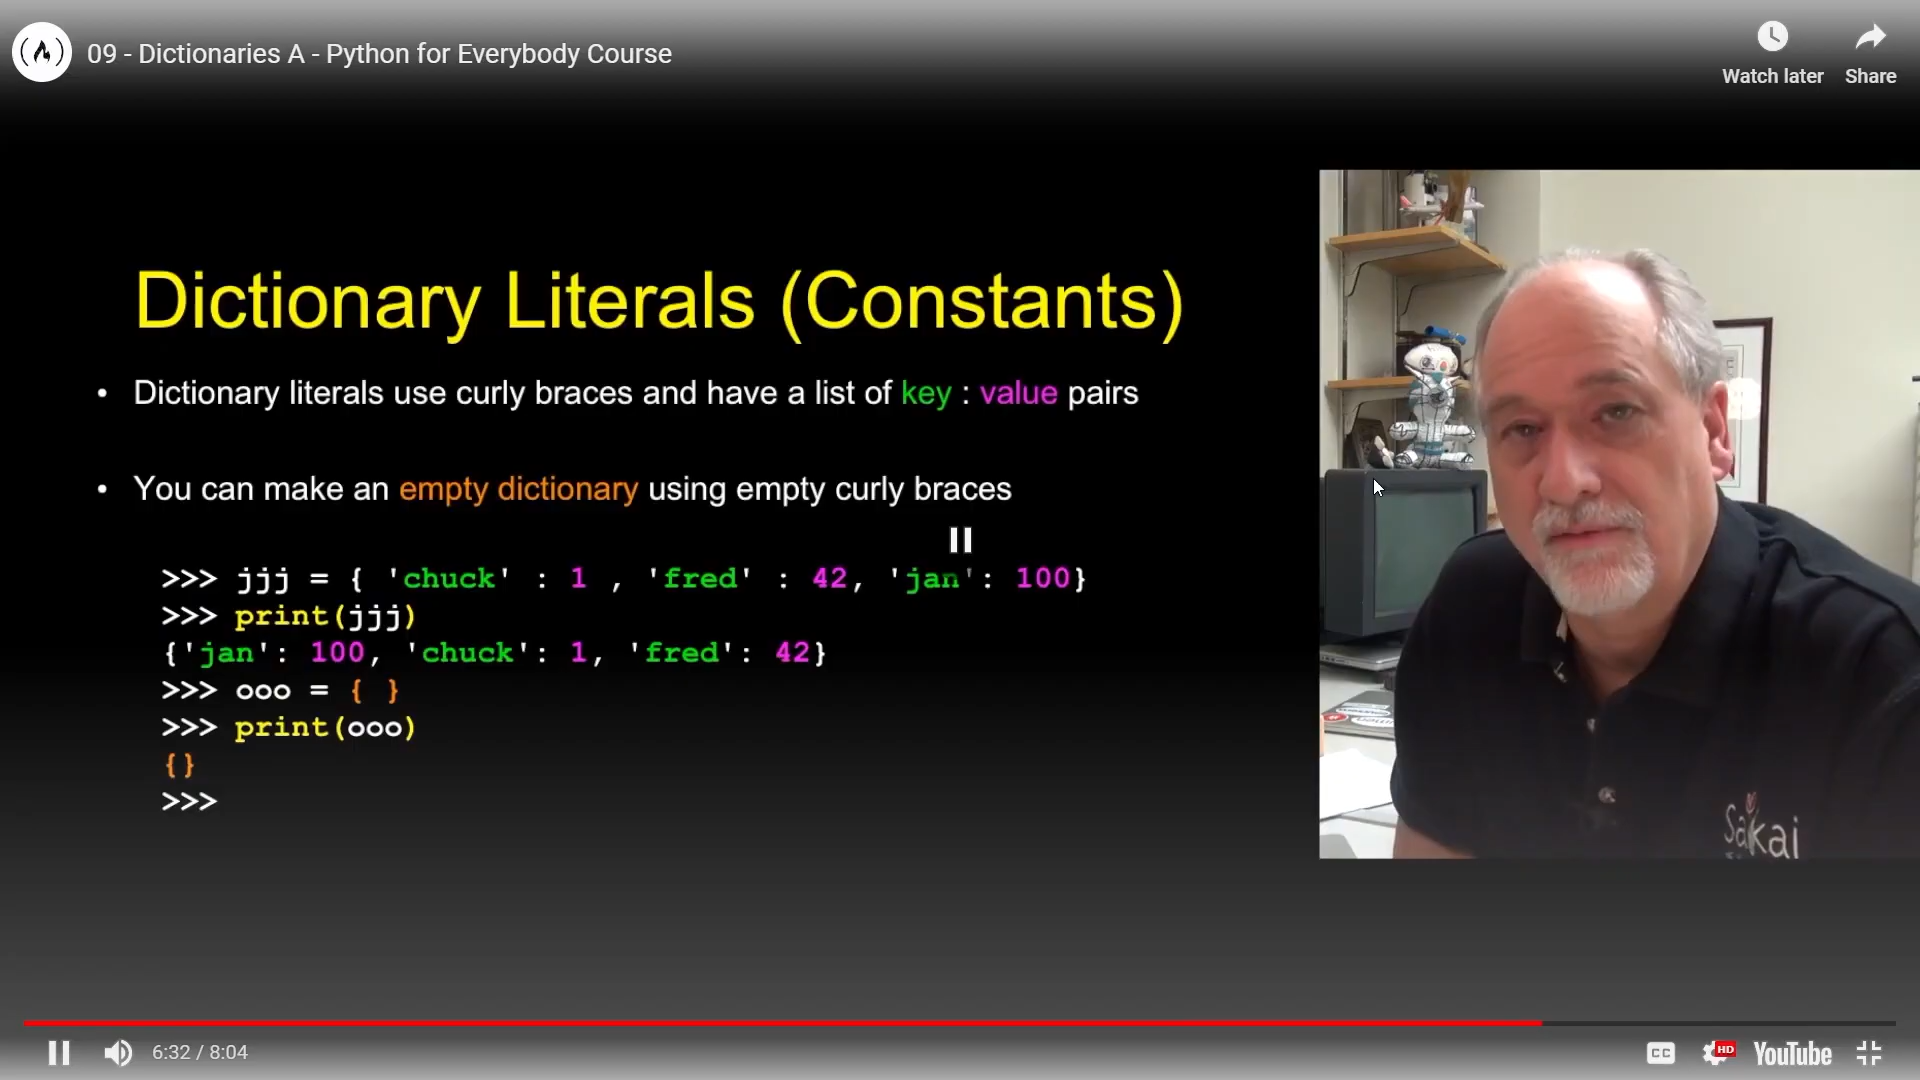 09 - Dictionaries A - Python for Everybody Course
Watch later
Share
Dictionary Literals (Constants)
• Dictionary literals use curly braces and have a list of key : value pairs
• You can make an empty dictionary using empty curly braces
>>> jjj = { 'chuck' : 1 , 'fred' : 42, 'jan': 100}
>>> print(jjj)
{'jan': 100, 'chuck': 1, 'fred': 42}
>>> ooo = { }
>>> print(ooo)
{}
>>>
Sakai
6:32 / 8:04
CC
HD
YouTube